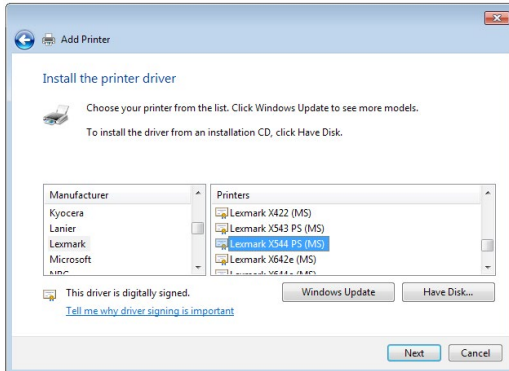 Add Printer
Install the printer driver
Choose your printer from the list. Click Windows Update to see more models.
To install the driver from an installation CD, click Have Disk.
Manufacturer
Kyocera
Lanier
Lexmark
Microsoft
Printers
Lexmark X422 (MS)
Lexmark X543 PS (MS)
Lexmark X544 PS (MS)
Lexmark X642e (MS)
This driver is digitally signed.
Tell me why driver signing is important
Windows Update
Have Disk...
Next
Cancel